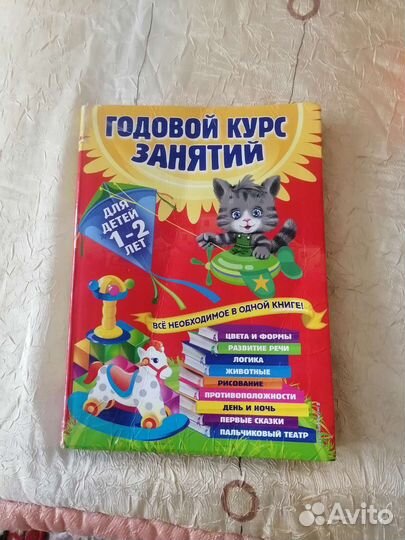 ГОДОВОЙ КУРС
ЗАНЯТИЙ
ДЛЯ
ДЕТЕЙ
1-2
ЛЕТ
ВСЁ НЕОБХОДИМОЕ В ОДНОЙ КНИГЕ!
ЦВЕТА И ФОРМЫ
РАЗВИТИЕ РЕЧИ
ЛОГИКА
ЖИВОТНЫЕ
РИСОВАНИЕ
ПРОТИВОПОЛОЖНОСТИ
ДЕНЬ И НОЧЬ
ПЕРВЫЕ СКАЗКИ
ПАЛЬЧИКОВЫЙ ТЕАТР
Avito